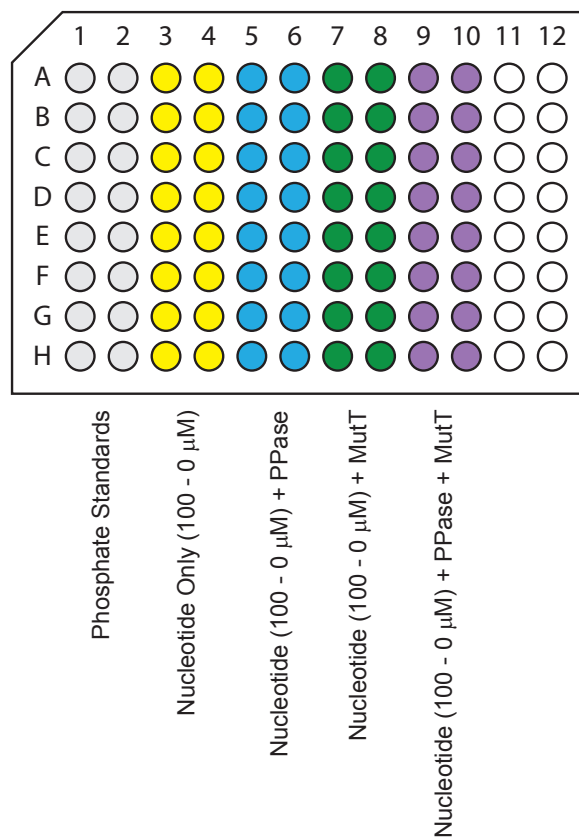 1 2 3 4 5 6 7 8 9 10 11 12
A
B
C
D
E
F
G
H
Phosphate Standards
Nucleotide Only (100 - 0 μM)
Nucleotide (100 - 0 μM) + PPase
Nucleotide (100 - 0 μM) + MutT
Nucleotide (100 - 0 μM) + PPase + MutT